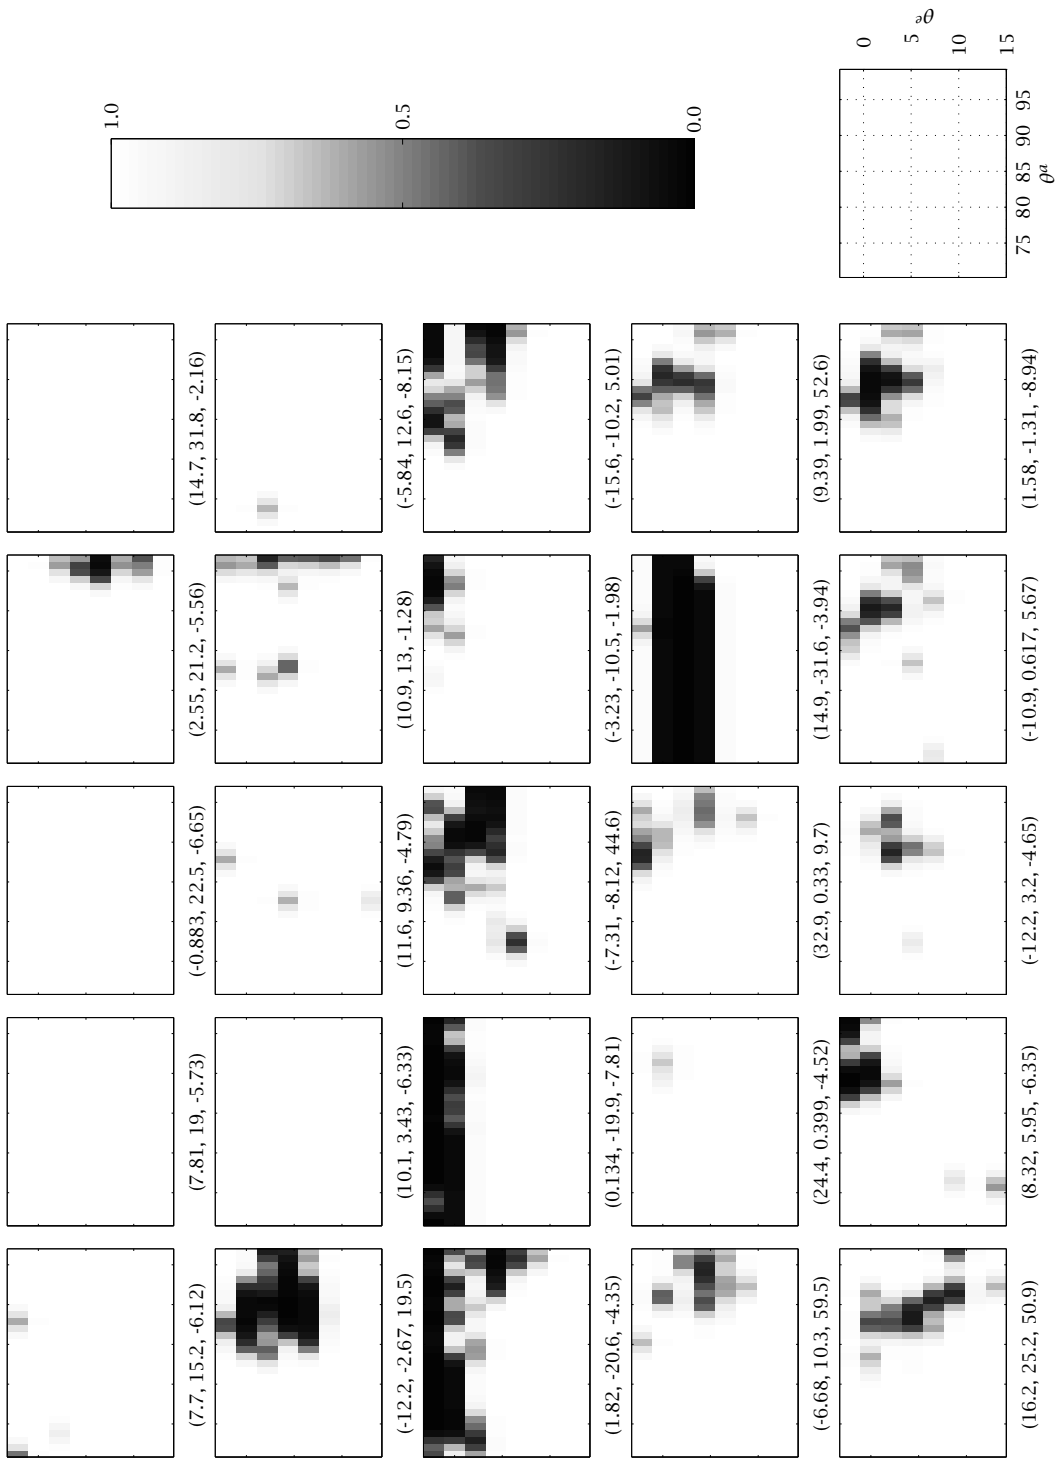 1.0
(7.7, 15.2, -6.12) (7.81, 19, -5.73) (-0.883, 22.5, -6.65) (2.55, 21.2, -5.56) (14.7, 31.8, -2.16)
0.5
(-12.2, -2.67, 19.5) (10.1, 3.43, -6.33) (11.6, 9.36, -4.79) (10.9, 13, -1.28) (-5.84, 12.6, -8.15)
(1.82, -20.6, -4.35) (0.134, -19.9, -7.81) (-7.31, -8.12, 44.6) (-3.23, -10.5, -1.98) (-15.6, -10.2, 5.01)
0.0
(-6.68, 10.3, 59.5) (24.4, 0.399, -4.52) (32.9, 0.33, 9.7) (14.9, -31.6, -3.94) (9.39, 1.99, 52.6)
0
5
θᵉ
10
15
(16.2, 25.2, 50.9) (8.32, 5.95, -6.35) (-12.2, 3.2, -4.65) (-10.9, 0.617, 5.67) (1.58, -1.31, -8.94)
75 80 85 90 95
θᵃ